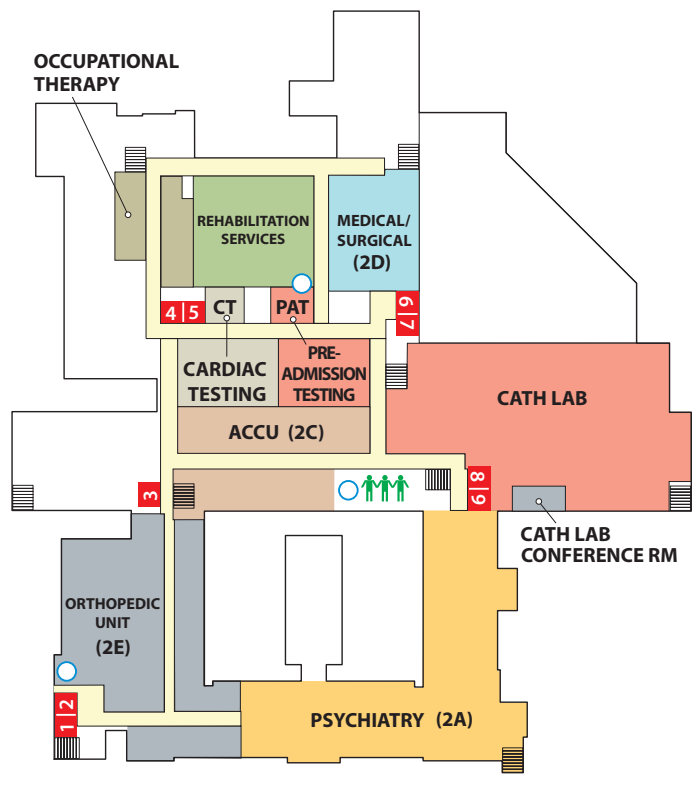 OCCUPATIONAL
THERAPY
REHABILITATION
SERVICES
MEDICAL/
SURGICAL
(2D)
4|5
CT
PAT
6|7
CARDIAC
TESTING
PRE-
ADMISSION
TESTING
CATH LAB
ACCU (2C)
3
8|9
CATH LAB
CONFERENCE RM
ORTHOPEDIC
UNIT
(2E)
1|2
PSYCHIATRY (2A)